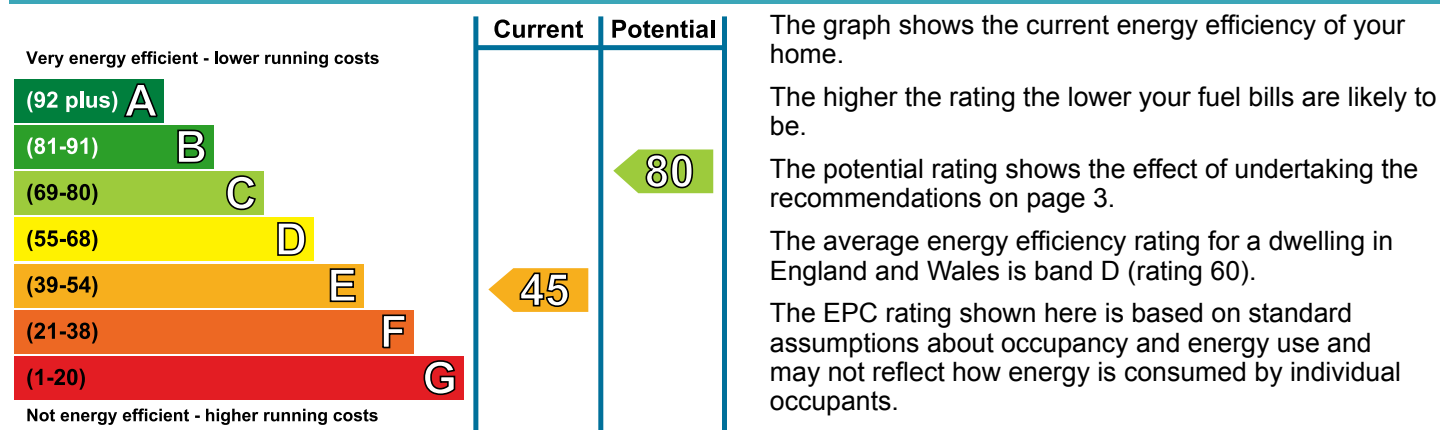 Current Potential
Very energy efficient - lower running costs
(92 plus) A
(81-91) B
(69-80) C
(55-68) D
(39-54) E
(21-38) F
(1-20) G
Not energy efficient - higher running costs
80
45
The graph shows the current energy efficiency of your
home.
The higher the rating the lower your fuel bills are likely to
be.
The potential rating shows the effect of undertaking the
recommendations on page 3.
The average energy efficiency rating for a dwelling in
England and Wales is band D (rating 60).
The EPC rating shown here is based on standard
assumptions about occupancy and energy use and
may not reflect how energy is consumed by individual
occupants.